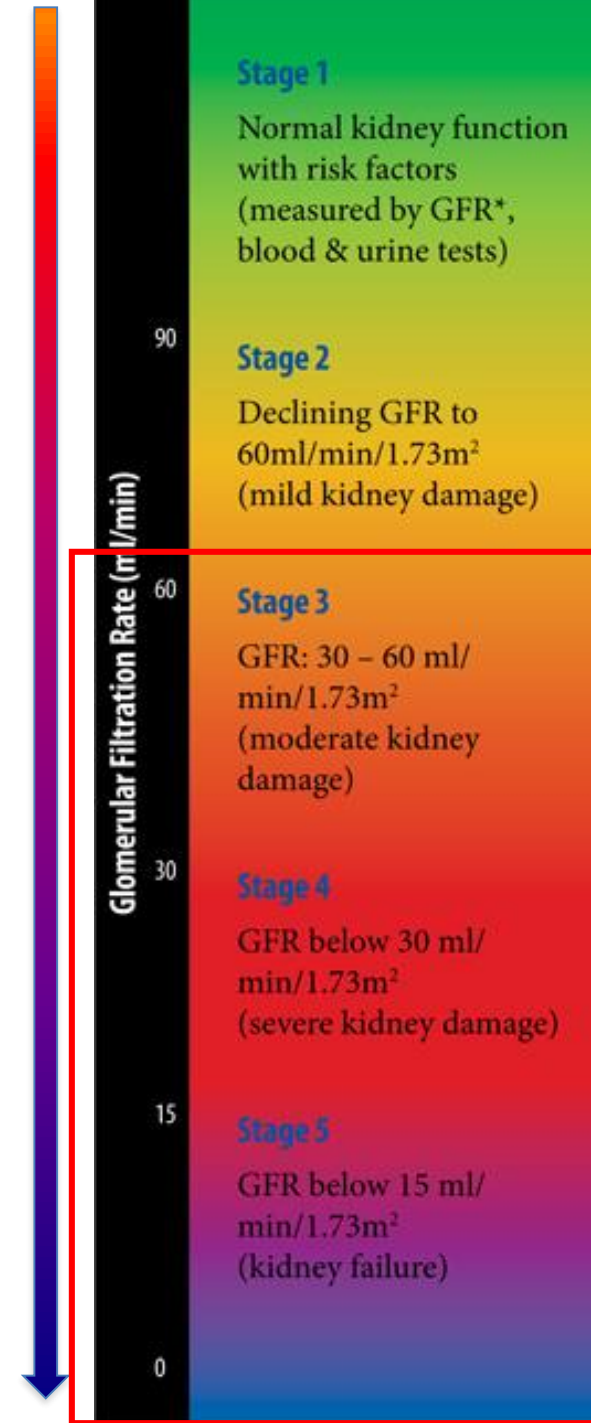 Stage 1
Normal kidney function
with risk factors
(measured by GFR*,
blood & urine tests)
90
Stage 2
Declining GFR to
60ml/min/1.73m²
(mild kidney damage)
Glomerular Filtration Rate (ml/min)
60
Stage 3
GFR: 30 – 60 ml/
min/1.73m²
(moderate kidney
damage)
30
Stage 4
GFR below 30 ml/
min/1.73m²
(severe kidney damage)
15
Stage 5
GFR below 15 ml/
min/1.73m²
(kidney failure)
0